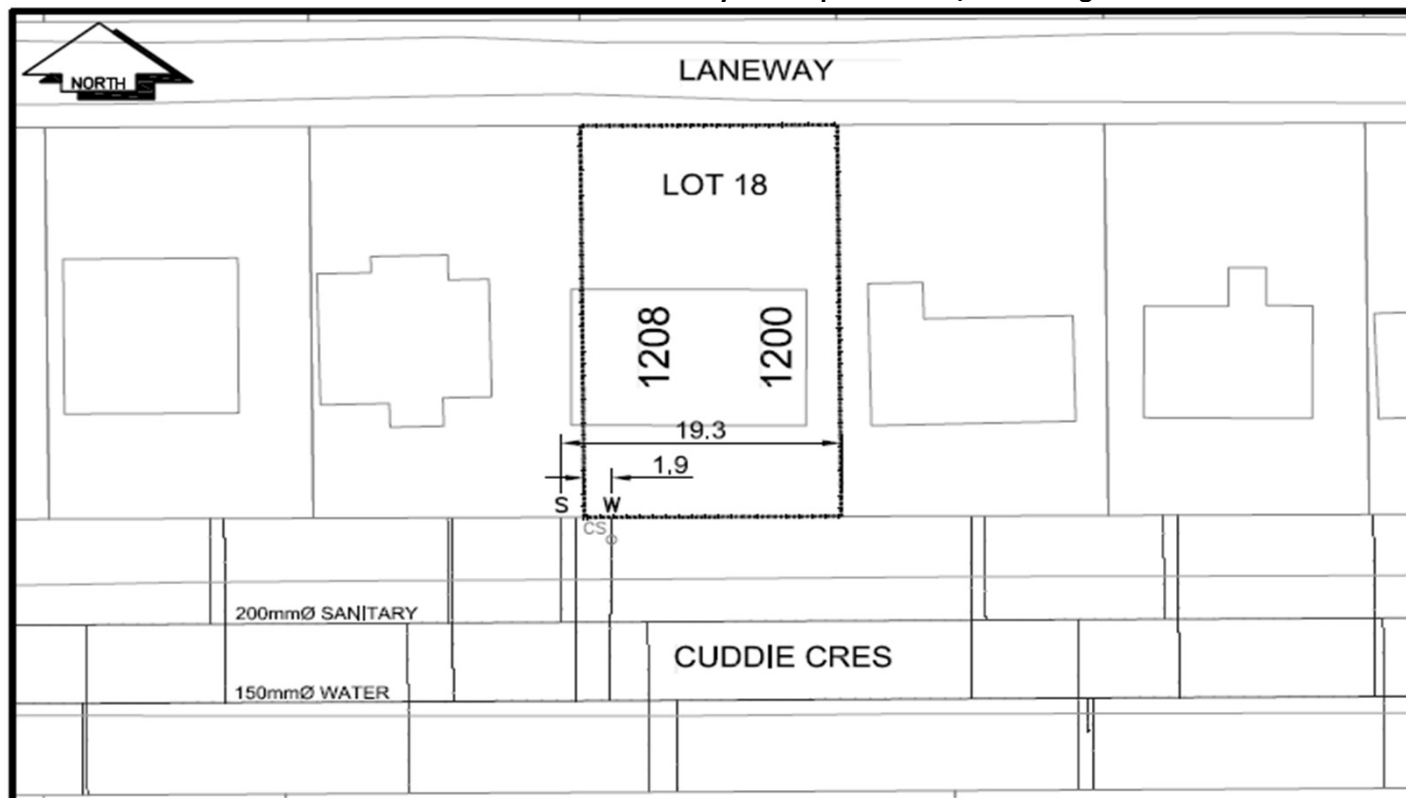 LANEWAY
NORTH
LOT 18
1208
1200
19.3
1.9
S W
CS
200mmØ SANITARY
CUDDIE CRES
150mmØ WATER